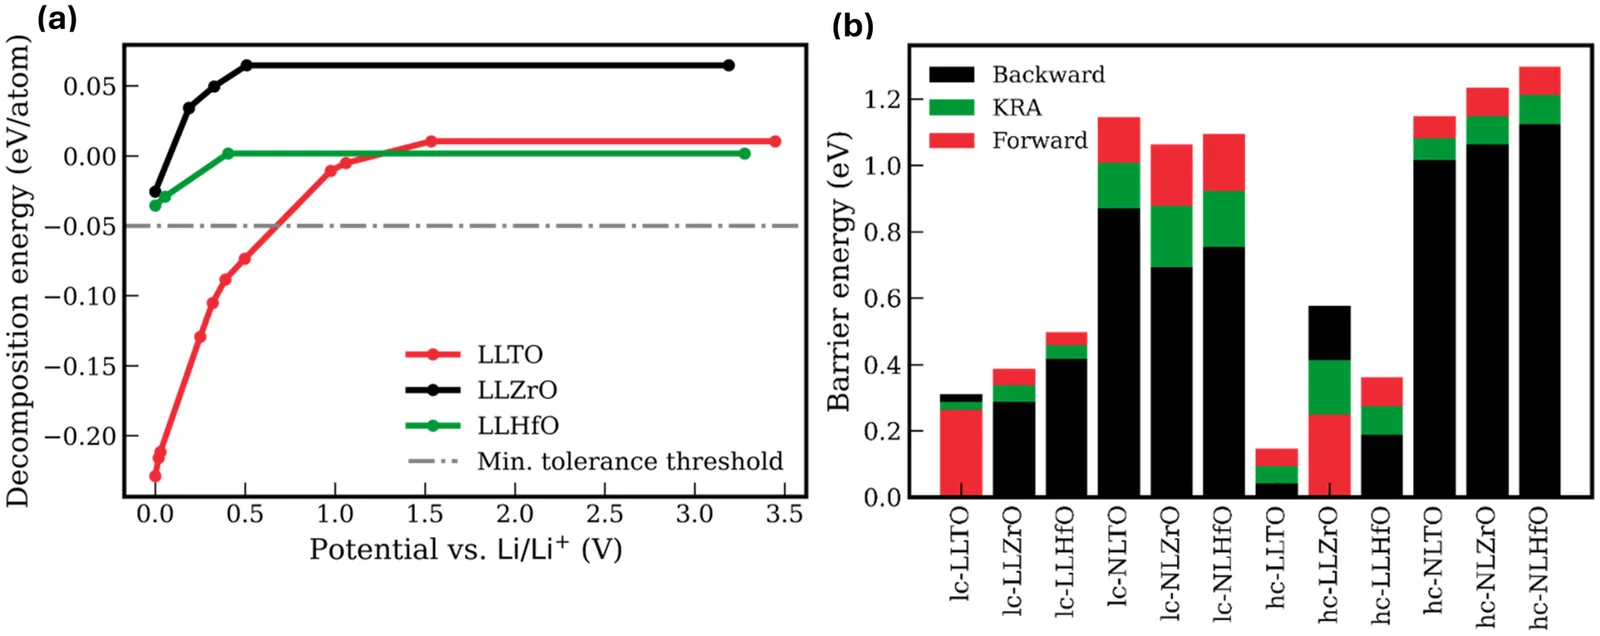 (a)
Decomposition energy (eV/atom)
0.05
0.00
−0.05
−0.10
−0.15
−0.20
LLTO
LLZrO
LLHfO
Min. tolerance threshold
0.0 0.5 1.0 1.5 2.0 2.5 3.0 3.5
Potential vs. Li/Li⁺ (V)
(b)
Barrier energy (eV)
1.2
1.0
0.8
0.6
0.4
0.2
0.0
Backward
KRA
Forward
lc-LLTO
lc-LLZrO
lc-LLHfO
lc-NLTO
lc-NLZrO
lc-NLHfO
hc-LLTO
hc-LLZrO
hc-LLHfO
hc-NLTO
hc-NLZrO
hc-NLHfO